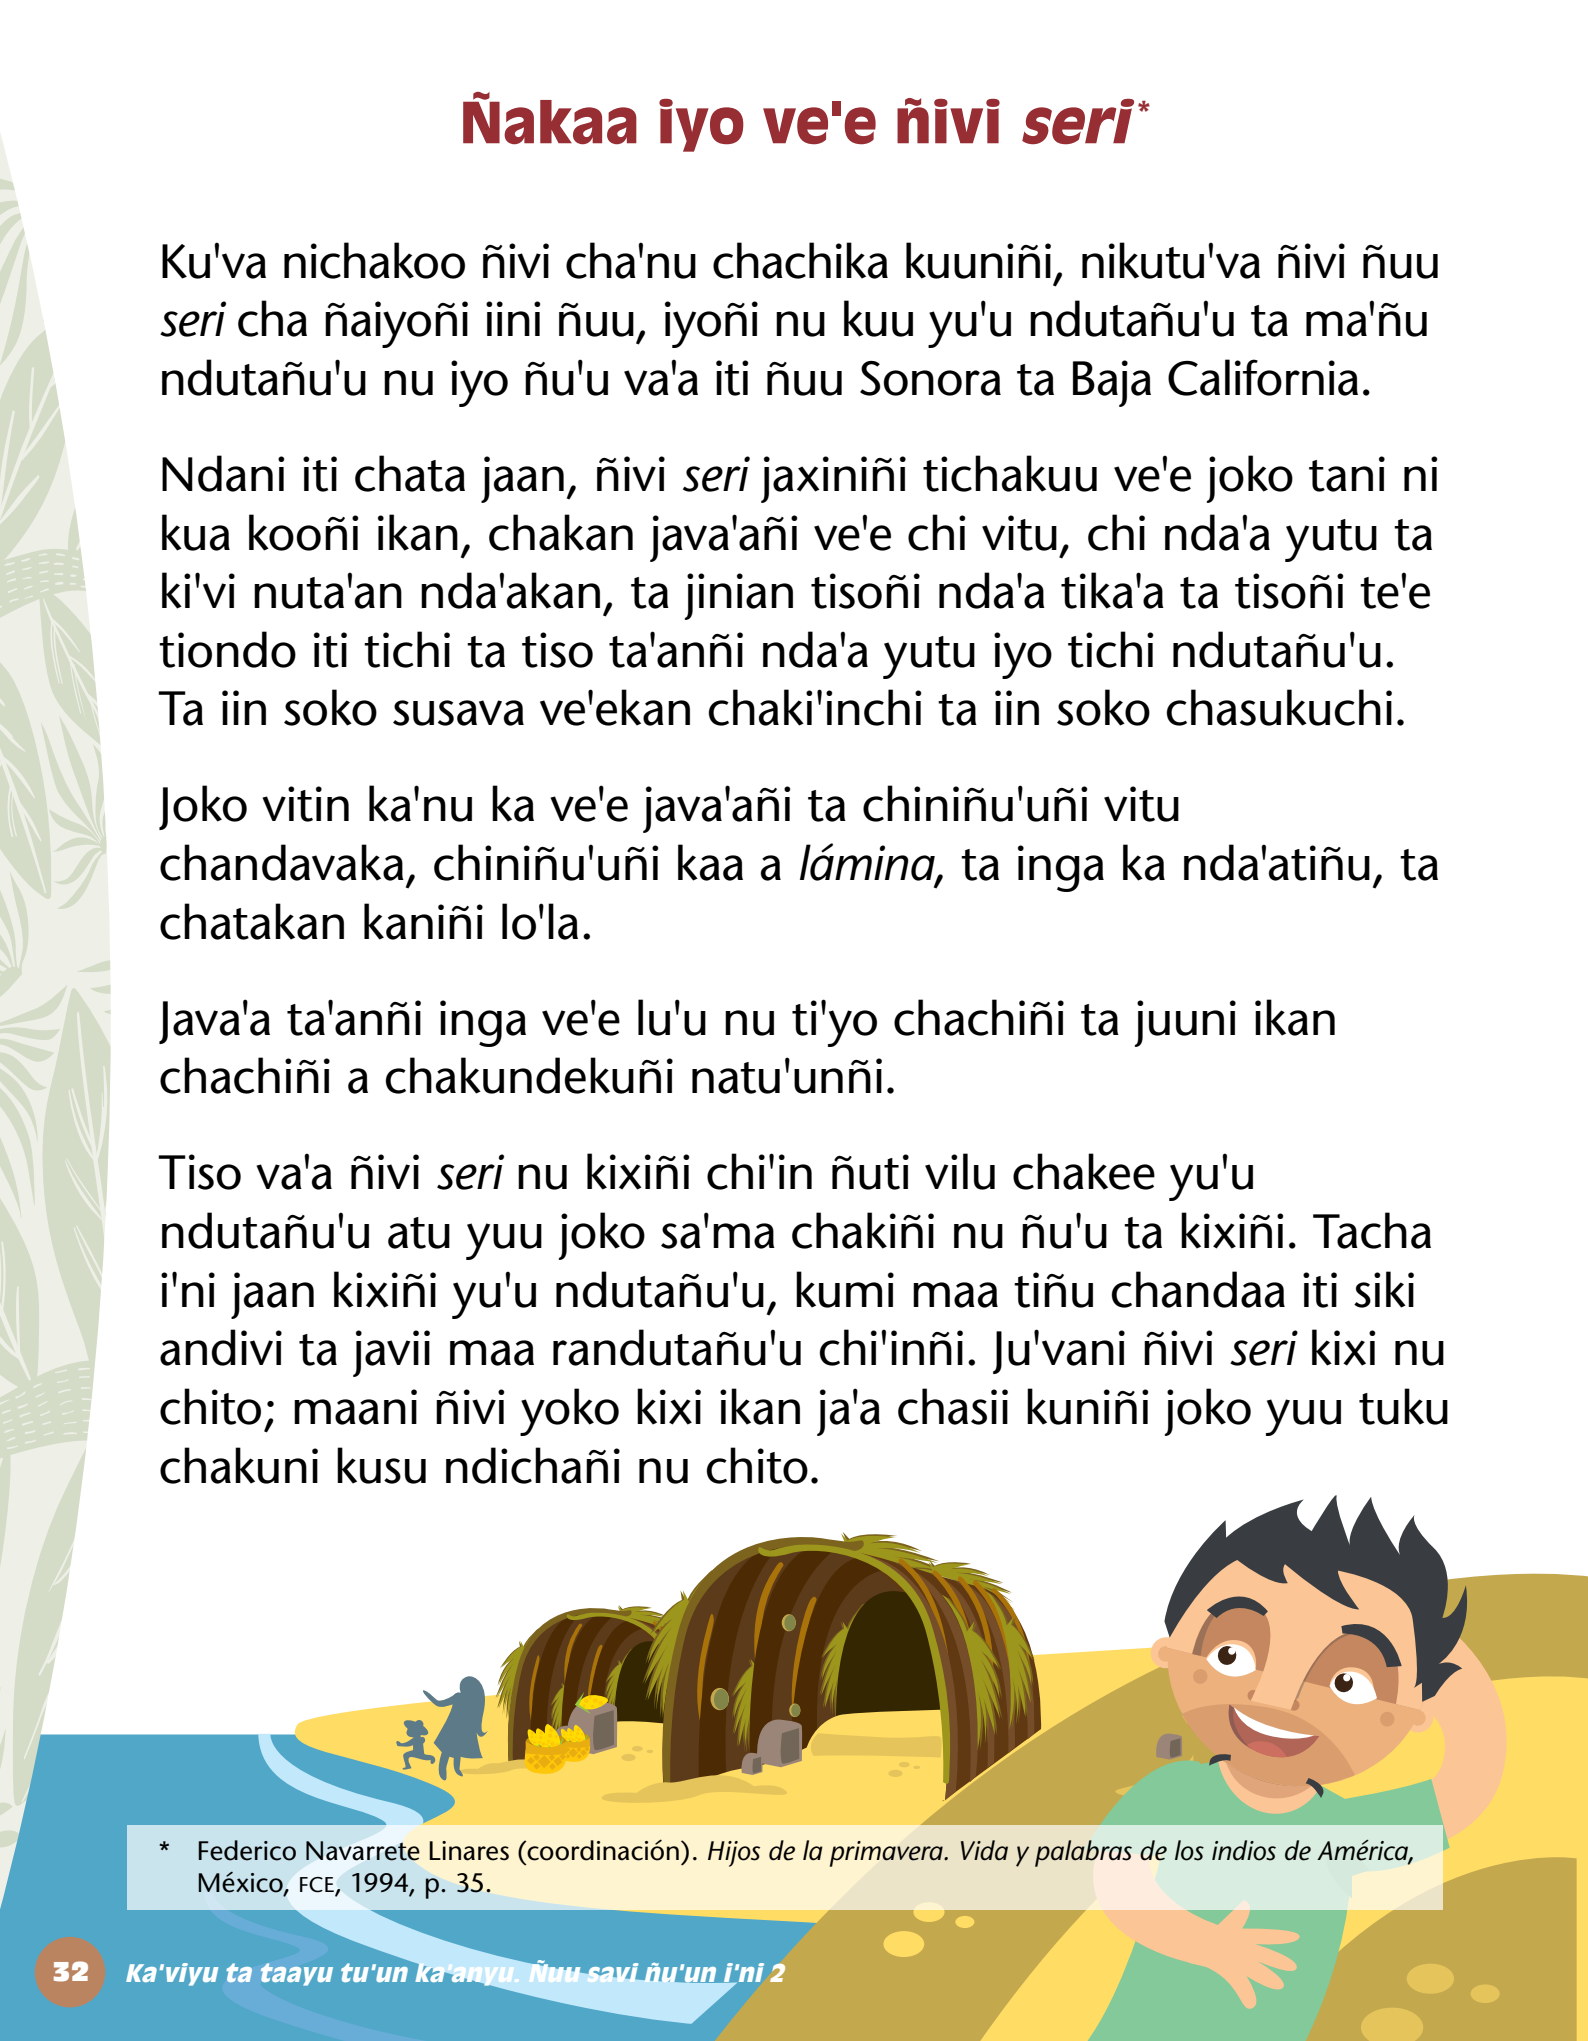 Ñakaa iyo ve'e ñivi seri*
Ku'va nichakoo ñivi cha'nu chachika kuuniñi, nikutu'va ñivi ñuu
seri cha ñaiyoñi iini ñuu, iyoñi nu kuu yu'u ndutañu'u ta ma'ñu
ndutañu'u nu iyo ñu'u va'a iti ñuu Sonora ta Baja California.
Ndani iti chata jaan, ñivi seri jaxiniñi tichakuu ve'e joko tani ni
kua kooñi ikan, chakan java'añi ve'e chi vitu, chi nda'a yutu ta
ki'vi nuta'an nda'akan, ta jinian tisoñi nda'a tika'a ta tisoñi te'e
tiondo iti tichi ta tiso ta'anñi nda'a yutu iyo tichi ndutañu'u.
Ta iin soko susava ve'ekan chaki'inchi ta iin soko chasukuchi.
Joko vitin ka'nu ka ve'e java'añi ta chiniñu'uñi vitu
chandavaka, chiniñu'uñi kaa a lámina, ta inga ka nda'atiñu, ta
chatakan kaniñi lo'la.
Java'a ta'anñi inga ve'e lu'u nu ti'yo chachiñi ta juuni ikan
chachiñi a chakundekuñi natu'unñi.
Tiso va'a ñivi seri nu kixiñi chi'in ñuti vilu chakee yu'u
ndutañu'u atu yuu joko sa'ma chakiñi nu ñu'u ta kixiñi. Tacha
i'ni jaan kixiñi yu'u ndutañu'u, kumi maa tiñu chandaa iti siki
andivi ta javii maa randutañu'u chi'inñi. Ju'vani ñivi seri kixi nu
chito; maani ñivi yoko kixi ikan ja'a chasii kuniñi joko yuu tuku
chakuni kusu ndichañi nu chito.
* Federico Navarrete Linares (coordinación). Hijos de la primavera. Vida y palabras de los indios de América,
México, FCE, 1994, p. 35.
32 Ka'viyu ta taayu tu'un ka'anyu. Ñuu savi ñu'un i'ni 2